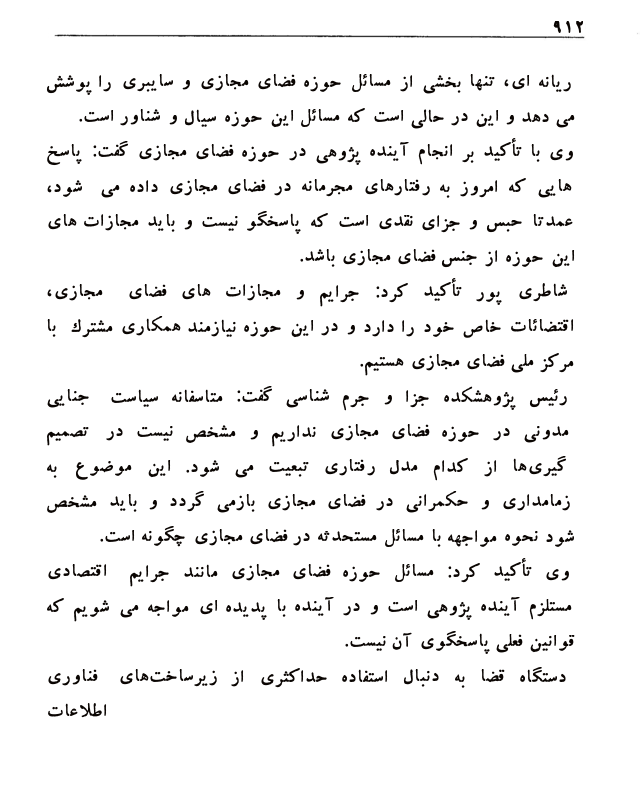 ۹۱۲
ریانه ای، تنها بخشی از مسائل حوزه فضای مجازی و سایبری را پوشش
می دهد و این در حالی است که مسائل این حوزه سیال و شناور است.
وی با تأکید بر انجام آینده پژوهی در حوزه فضای مجازی گفت: پاسخ
هایی که امروز به رفتارهای مجرمانه در فضای مجازی داده می شود،
عمدتا حبس و جزای نقدی است که پاسخگو نیست و باید مجازات های
این حوزه از جنس فضای مجازی باشد.
شاطری پور تأکید کرد: جرایم و مجازات های فضای مجازی،
اقتضائات خاص خود را دارد و در این حوزه نیازمند همکاری مشترك با
مرکز ملی فضای مجازی هستیم.
رئیس پژوهشکده جزا و جرم شناسی گفت: متاسفانه سیاست جنایی
مدونی در حوزه فضای مجازی نداریم و مشخص نیست در تصمیم
گیری‌ها از کدام مدل رفتاری تبعیت می شود. این موضوع به
زمامداری و حکمرانی در فضای مجازی بازمی گردد و باید مشخص
شود نحوه مواجهه با مسائل مستحدثه در فضای مجازی چگونه است.
وی تأکید کرد: مسائل حوزه فضای مجازی مانند جرایم اقتصادی
مستلزم آینده پژوهی است و در آینده با پدیده ای مواجه می شویم که
قوانین فعلی پاسخگوی آن نیست.
دستگاه قضا به دنبال استفاده حداکثری از زیرساخت‌های فناوری
اطلاعات